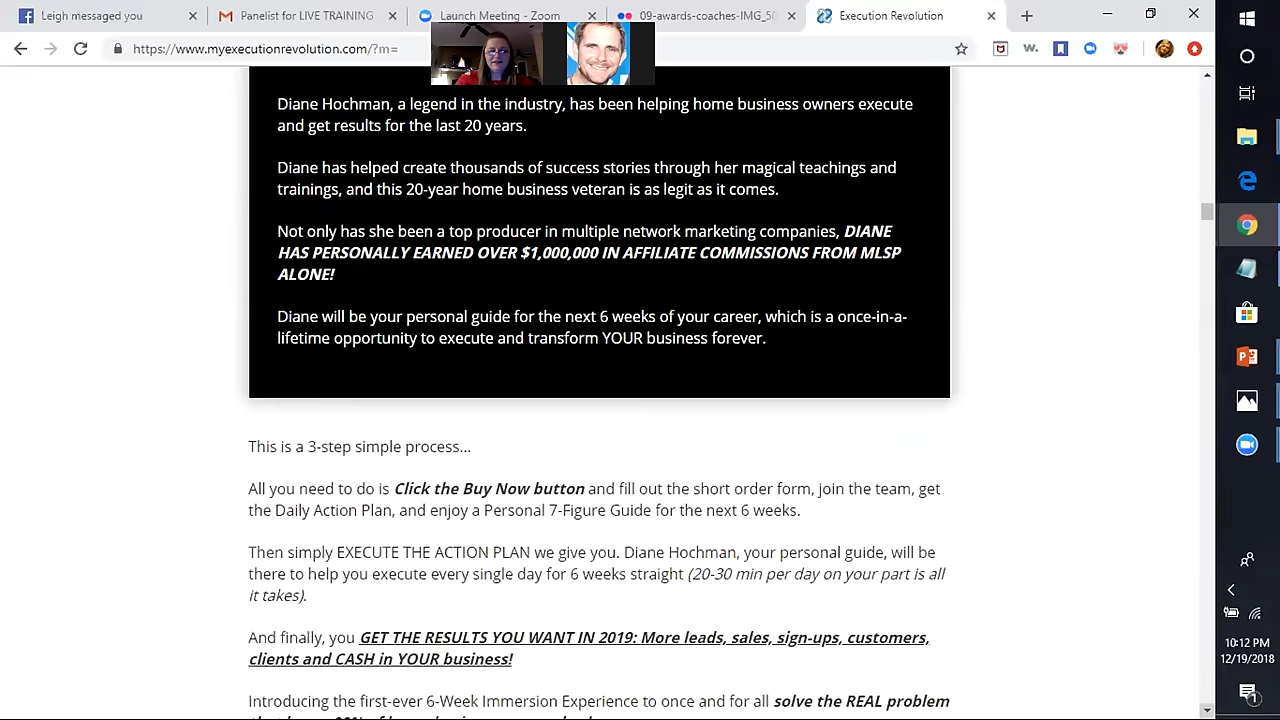 Leigh messaged you
Panelist for LIVE TRAINING
Launch Meeting - Zoom
09-awards-coaches-IMG_5
Execution Revolution
https://www.myexecutionrevolution.com/?m=
w.
Diane Hochman, a legend in the industry, has been helping home business owners execute
and get results for the last 20 years.
Diane has helped create thousands of success stories through her magical teachings and
trainings, and this 20-year home business veteran is as legit as it comes.
Not only has she been a top producer in multiple network marketing companies, DIANE
HAS PERSONALLY EARNED OVER $1,000,000 IN AFFILIATE COMMISSIONS FROM MLSP
ALONE!
Diane will be your personal guide for the next 6 weeks of your career, which is a once-in-a-
lifetime opportunity to execute and transform YOUR business forever.
This is a 3-step simple process...
All you need to do is Click the Buy Now button and fill out the short order form, join the team, get
the Daily Action Plan, and enjoy a Personal 7-Figure Guide for the next 6 weeks.
Then simply EXECUTE THE ACTION PLAN we give you. Diane Hochman, your personal guide, will be
there to help you execute every single day for 6 weeks straight (20-30 min per day on your part is all
it takes).
And finally, you GET THE RESULTS YOU WANT IN 2019: More leads, sales, sign-ups, customers,
clients and CASH in YOUR business!
Introducing the first-ever 6-Week Immersion Experience to once and for all solve the REAL problem
10:12 PM
12/19/2018
1